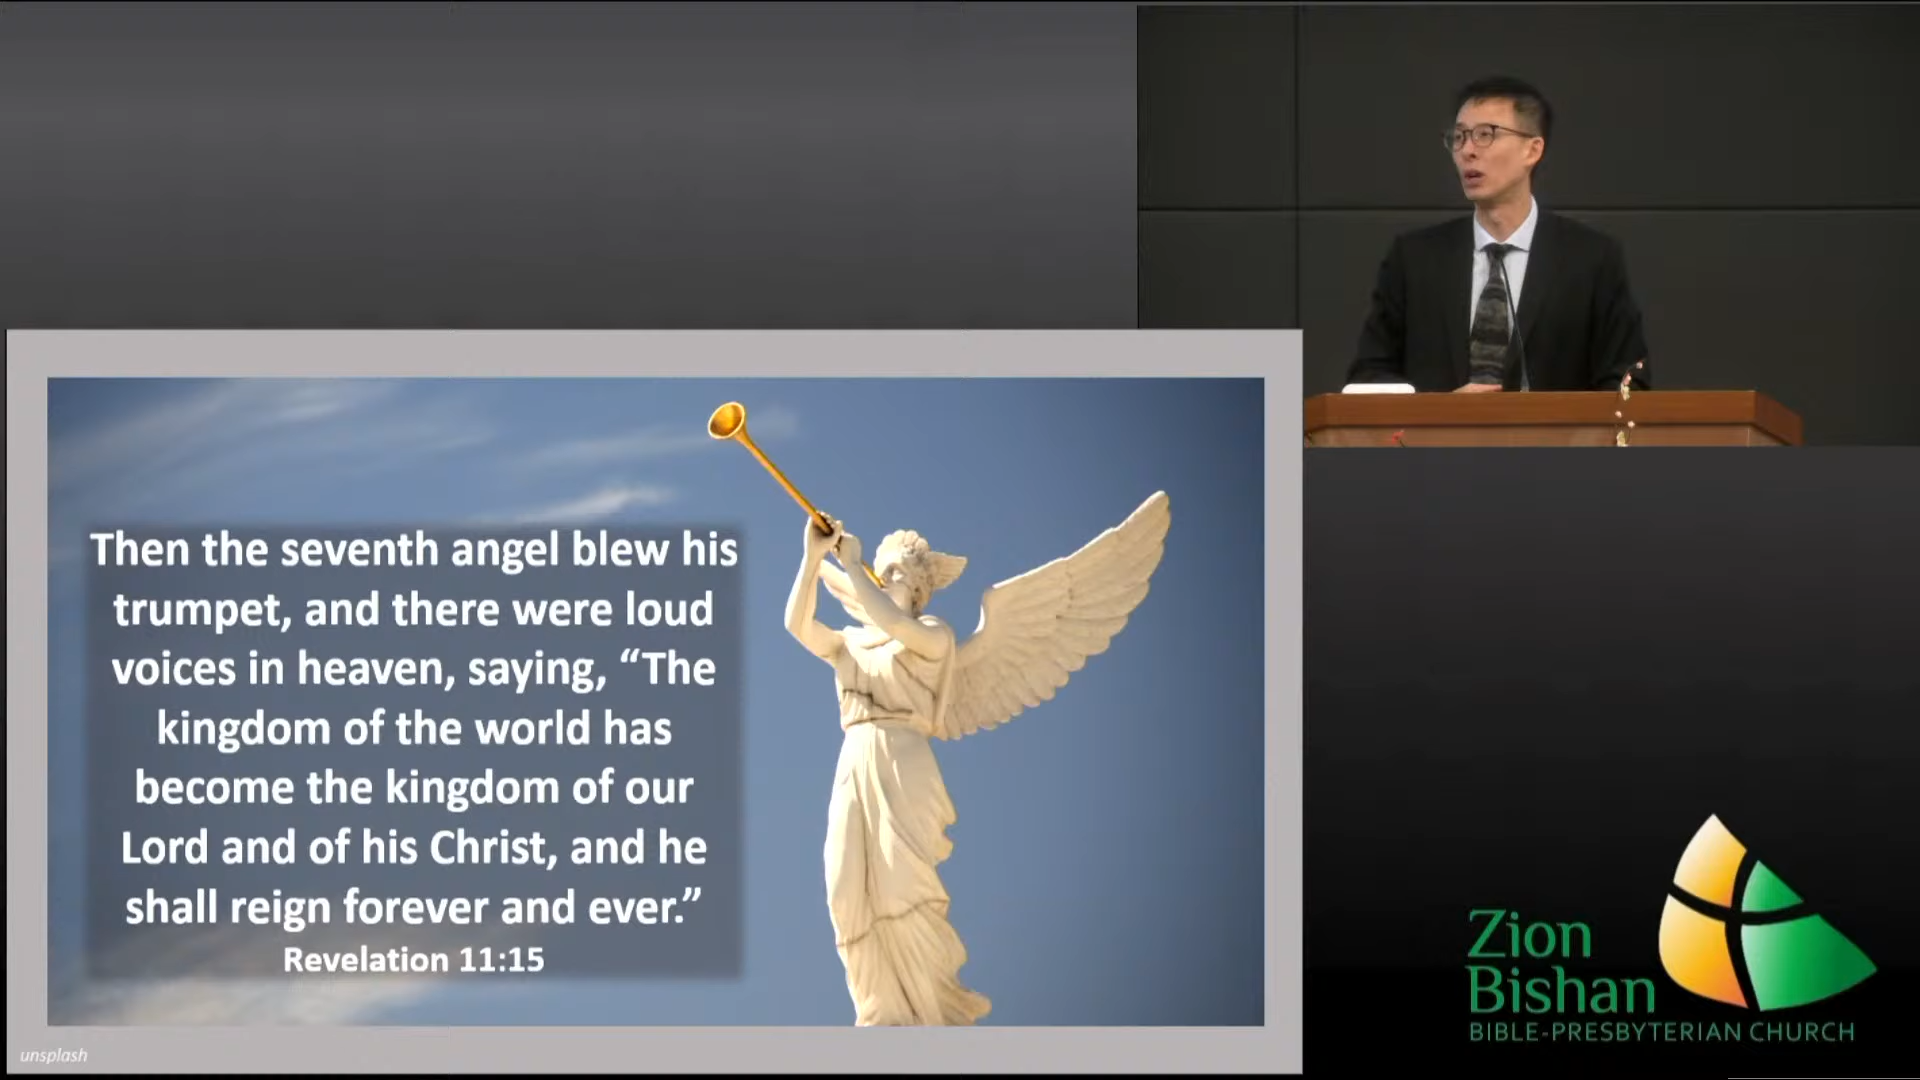 Then the seventh angel blew his
trumpet, and there were loud
voices in heaven, saying, “The
kingdom of the world has
become the kingdom of our
Lord and of his Christ, and he
shall reign forever and ever.”
Revelation 11:15
unsplash
Zion
Bishan
BIBLE-PRESBYTERIAN CHURCH